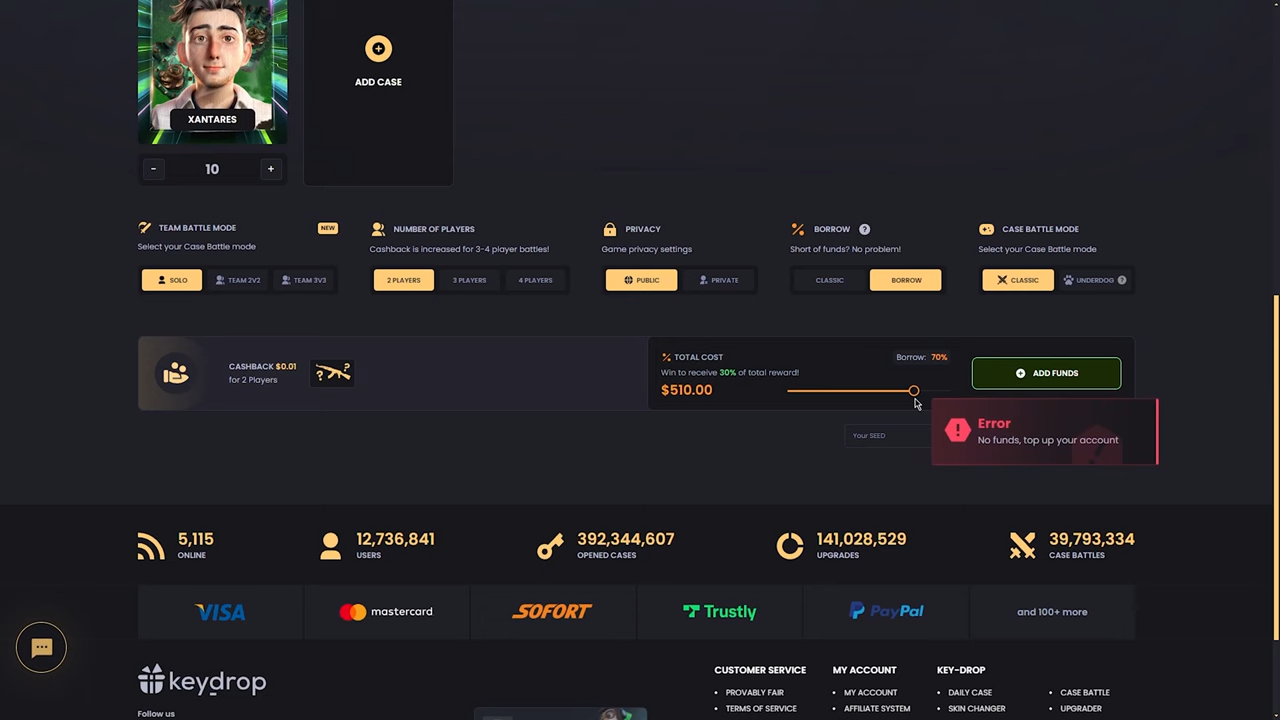 ADD CASE
XANTARES
- 10 +
TEAM BATTLE MODE NEW
Select your Case Battle mode
SOLO TEAM 2V2 TEAM 3V3
NUMBER OF PLAYERS
Cashback is increased for 3-4 player battles!
2 PLAYERS 3 PLAYERS 4 PLAYERS
PRIVACY
Game privacy settings
PUBLIC PRIVATE
BORROW ?
Short of funds? No problem!
CLASSIC BORROW
CASE BATTLE MODE
Select your Case Battle mode
CLASSIC UNDERDOG ?
CASHBACK $0.01
for 2 Players
? ?
TOTAL COST
Borrow: 70%
Win to receive 30% of total reward!
$510.00
ADD FUNDS
Your SEED
Error
No funds, top up your account
5,115
ONLINE
12,736,841
USERS
392,344,607
OPENED CASES
141,028,529
UPGRADES
39,793,334
CASE BATTLES
VISA
mastercard
SOFORT
Trustly
PayPal
and 100+ more
keydrop
Follow us
CUSTOMER SERVICE
PROVABLY FAIR
TERMS OF SERVICE
MY ACCOUNT
MY ACCOUNT
AFFILIATE SYSTEM
KEY-DROP
DAILY CASE
SKIN CHANGER
CASE BATTLE
UPGRADER